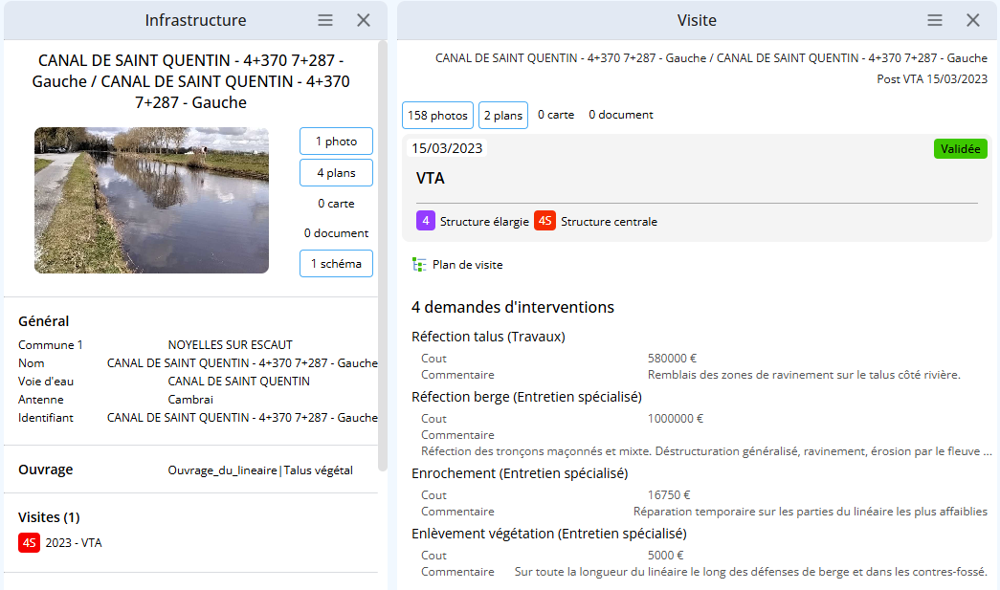 Infrastructure
CANAL DE SAINT QUENTIN - 4+370 7+287 -
Gauche / CANAL DE SAINT QUENTIN - 4+370
7+287 - Gauche
1 photo
4 plans
0 carte
0 document
1 schéma
Général
Commune 1 NOYELLES SUR ESCAUT
Nom CANAL DE SAINT QUENTIN - 4+370 7+287 - Gauche
Voie d'eau CANAL DE SAINT QUENTIN
Antenne Cambrai
Identifiant CANAL DE SAINT QUENTIN - 4+370 7+287 - Gauche
Ouvrage Ouvrage_du_lineaire|Talus végétal
Visites (1)
4S 2023 - VTA
Visite
CANAL DE SAINT QUENTIN - 4+370 7+287 - Gauche / CANAL DE SAINT QUENTIN - 4+370 7+287 - Gauche
Post VTA 15/03/2023
158 photos 2 plans 0 carte 0 document
15/03/2023 Validée
VTA
4 Structure élargie 4S Structure centrale
Plan de visite
4 demandes d'interventions
Réfection talus (Travaux)
Cout 580000 €
Commentaire Remblais des zones de ravinement sur le talus côté rivière.
Réfection berge (Entretien spécialisé)
Cout 1000000 €
Commentaire
Réfection des tronçons maçonnés et mixte. Déstructuration généralisé, ravinement, érosion par le fleuve ...
Enrochement (Entretien spécialisé)
Cout 16750 €
Commentaire Réparation temporaire sur les parties du linéaire les plus affaiblies
Enlèvement végétation (Entretien spécialisé)
Cout 5000 €
Commentaire Sur toute la longueur du linéaire le long des défenses de berge et dans les contres-fossé.